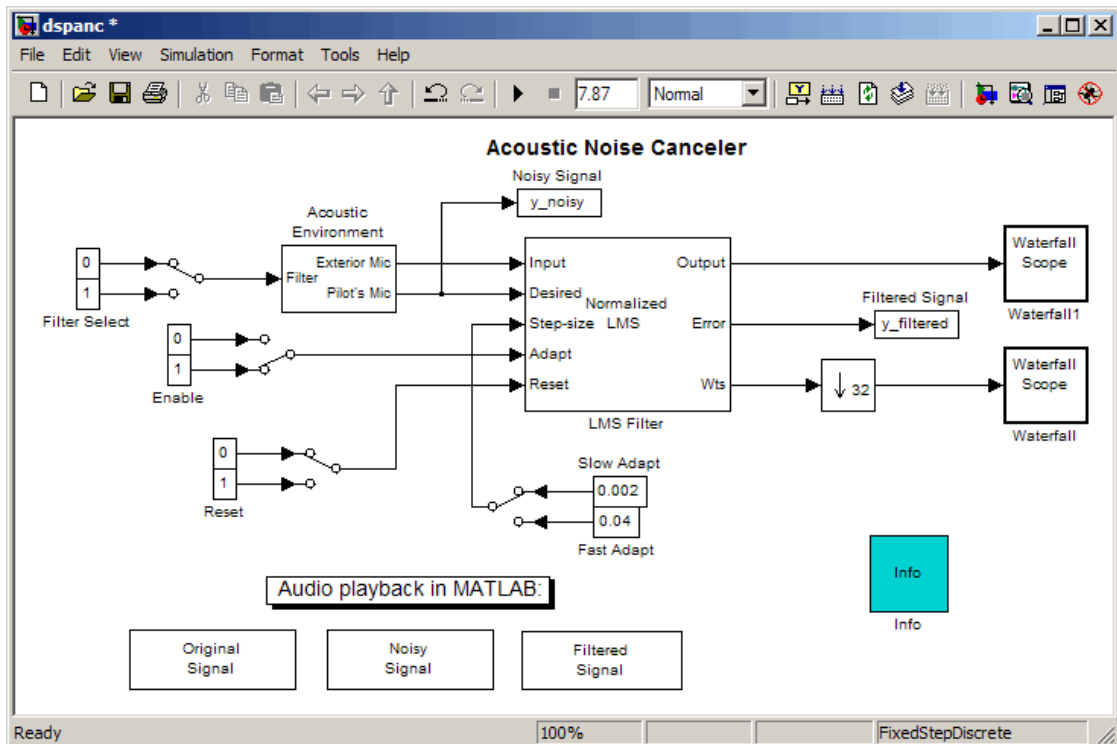 dspanc *
File Edit View Simulation Format Tools Help
7.87 Normal
Acoustic Noise Canceler
Noisy Signal
y_noisy
Acoustic
Environment
Filter
Exterior Mic
Pilot's Mic
0
1
Filter Select
0
1
Enable
0
1
Reset
Input
Desired
Step-size
Adapt
Reset
Normalized
LMS
Output
Error
Wts
LMS Filter
Waterfall
Scope
Waterfall1
Filtered Signal
y_filtered
32
Waterfall
Scope
Waterfall
Slow Adapt
0.002
0.04
Fast Adapt
Info
Info
Audio playback in MATLAB:
Original
Signal
Noisy
Signal
Filtered
Signal
Ready 100% FixedStepDiscrete